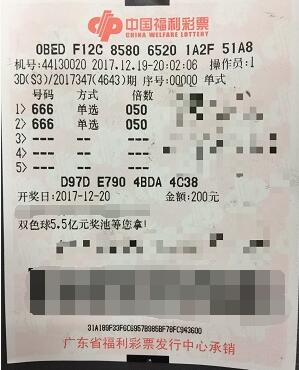 中国福利彩票
CHINA WELFARE LOTTERY
0BED F12C 8580 6520 1A2F 51A8
机号:44130020 2017.12.19-20:02:06 操作员:1
3D($3)/2017347(4643)期 序号:00000 单式
号码 方式 倍数
1> 666 单选 050
2> 666 单选 050
3> --- --- ---
4> --- --- ---
5> --- --- ---
D97D E790 4BDA 4C38
开奖日:2017-12-20 金额:200元
双色球5.5亿元奖池等您拿!
31A189F33F6C69578985BF78FC943600
广东省福利彩票发行中心承销